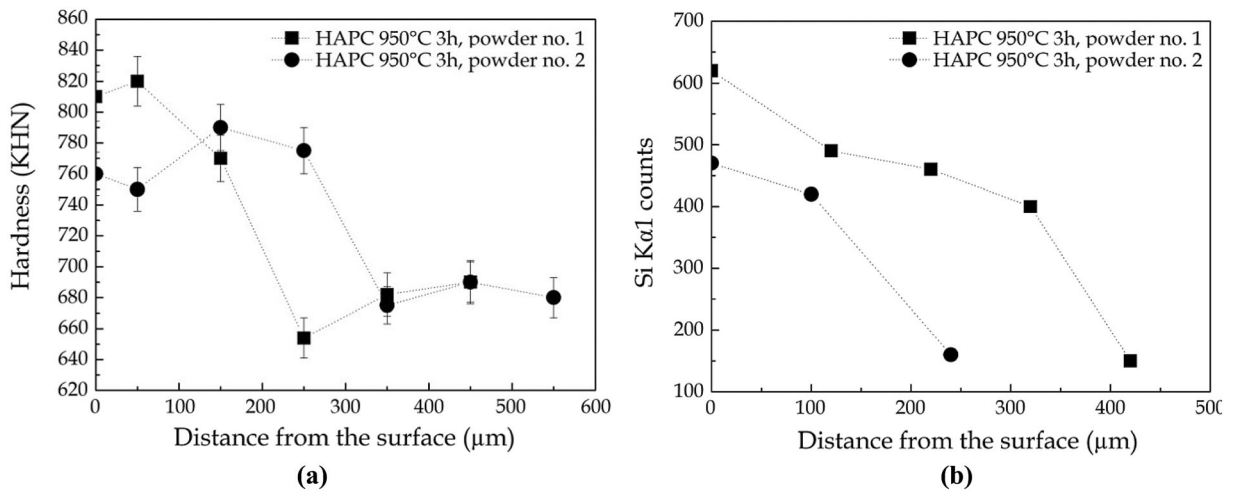 860
840
820
800
780
760
740
720
700
680
660
640
620
Hardness (KHN)
HAPC 950°C 3h, powder no. 1
HAPC 950°C 3h, powder no. 2
0 100 200 300 400 500 600
Distance from the surface (µm)
(a)
700
600
500
400
300
200
100
Si Kα1 counts
HAPC 950°C 3h, powder no. 1
HAPC 950°C 3h, powder no. 2
0 100 200 300 400 500
Distance from the surface (µm)
(b)